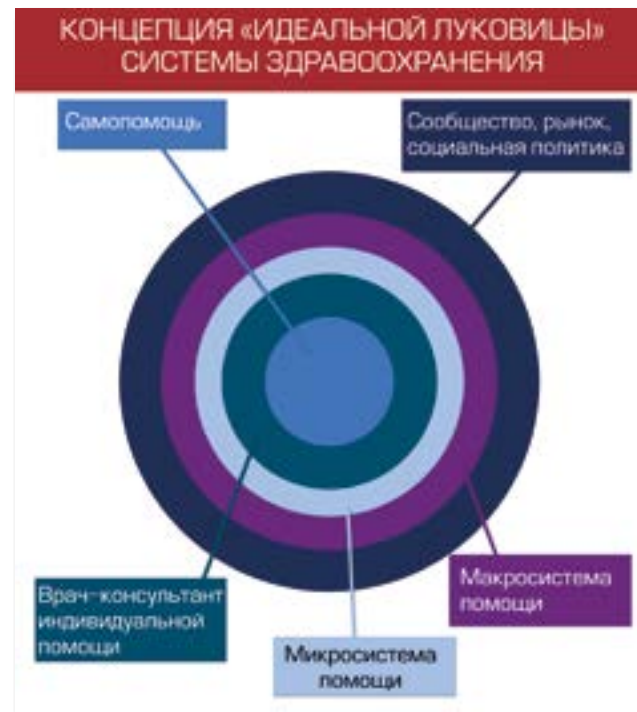 КОНЦЕПЦИЯ «ИДЕАЛЬНОЙ ЛУКОВИЦЫ»
СИСТЕМЫ ЗДРАВООХРАНЕНИЯ
Самопомощь
Сообщество, рынок,
социальная политика
Врач-консультант
индивидуальной
помощи
Микросистема
помощи
Макросистема
помощи